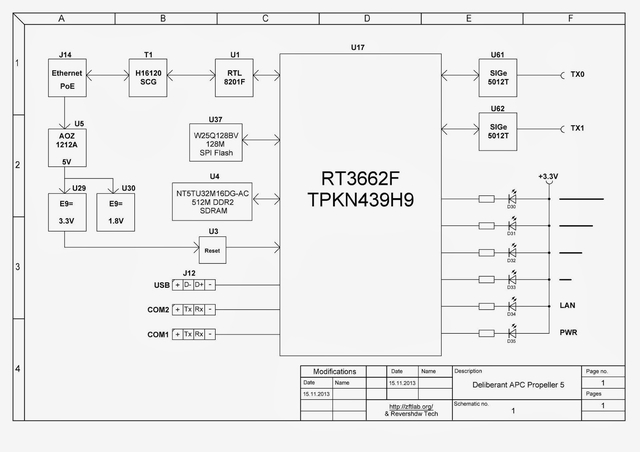 A B C D E F
1
2
3
4
J14
Ethernet
PoE
T1
H16120
SCG
U1
RTL
8201F
U17
RT3662F
TPKN439H9
U61
SIGe
5012T
TX0
U62
SIGe
5012T
TX1
U5
AOZ
1212A
5V
U37
W25Q128BV
128M
SPI Flash
U4
NT5TU32M16DG-AC
512M DDR2
SDRAM
U29
E9=
3.3V
U30
E9=
1.8V
U3
Reset
J12
USB + D- D+ -
COM2 + Tx Rx -
COM1 + Tx Rx -
+3.3V
D30
D31
D32
D33
D34
LAN
D35
PWR
Modifications
Date Name
15.11.2013
Date Name
15.11.2013
http://zftlab.org/
& Revershdw Tech
Description
Deliberant APC Propeller 5
Schematic no.
1
Page no.
1
Pages
1